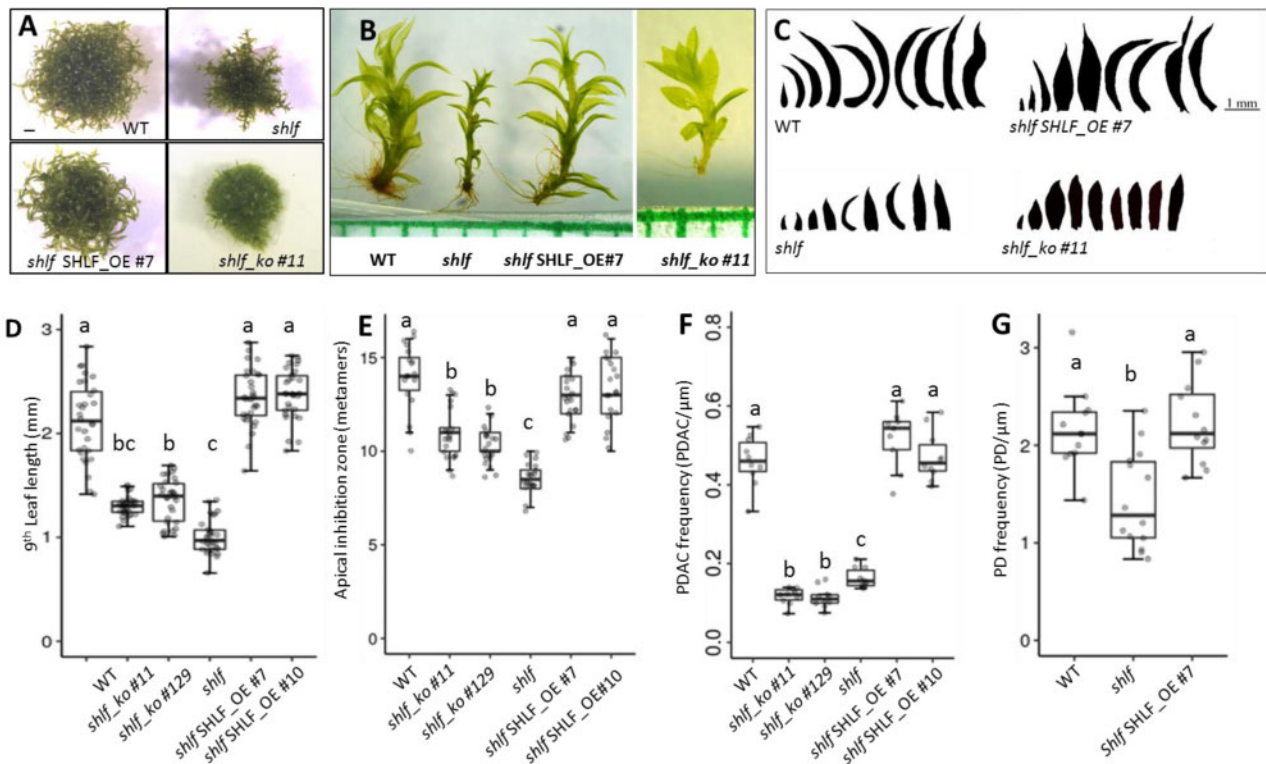 A
WT
shlf
shlf SHLF_OE #7
shlf_ko #11
B
WT
shlf
shlf SHLF_OE#7
shlf_ko #11
C
WT
shlf SHLF_OE #7
1 mm
shlf
shlf_ko #11
D
9th Leaf length (mm)
3
2
1
0
a
bc
b
c
a
a
WT
shlf_ko #11
shlf_ko #129
shlf
shlf SHLF_OE #7
shlf SHLF_OE #10
E
Apical inhibition zone (metamers)
15
10
5
0
a
b
b
c
a
a
WT
shlf_ko #11
shlf_ko #129
shlf
shlf SHLF_OE #7
shlf SHLF_OE#10
F
PDAC frequency (PDAC/μm)
0.8
0.6
0.4
0.2
0.0
a
b
b
c
a
a
WT
shlf_ko #11
shlf_ko #129
shlf
shlf SHLF_OE #7
shlf SHLF_OE #10
G
PD frequency (PD/μm)
3
2
1
0
a
b
a
WT
shlf
Shlf SHLF_OE #7